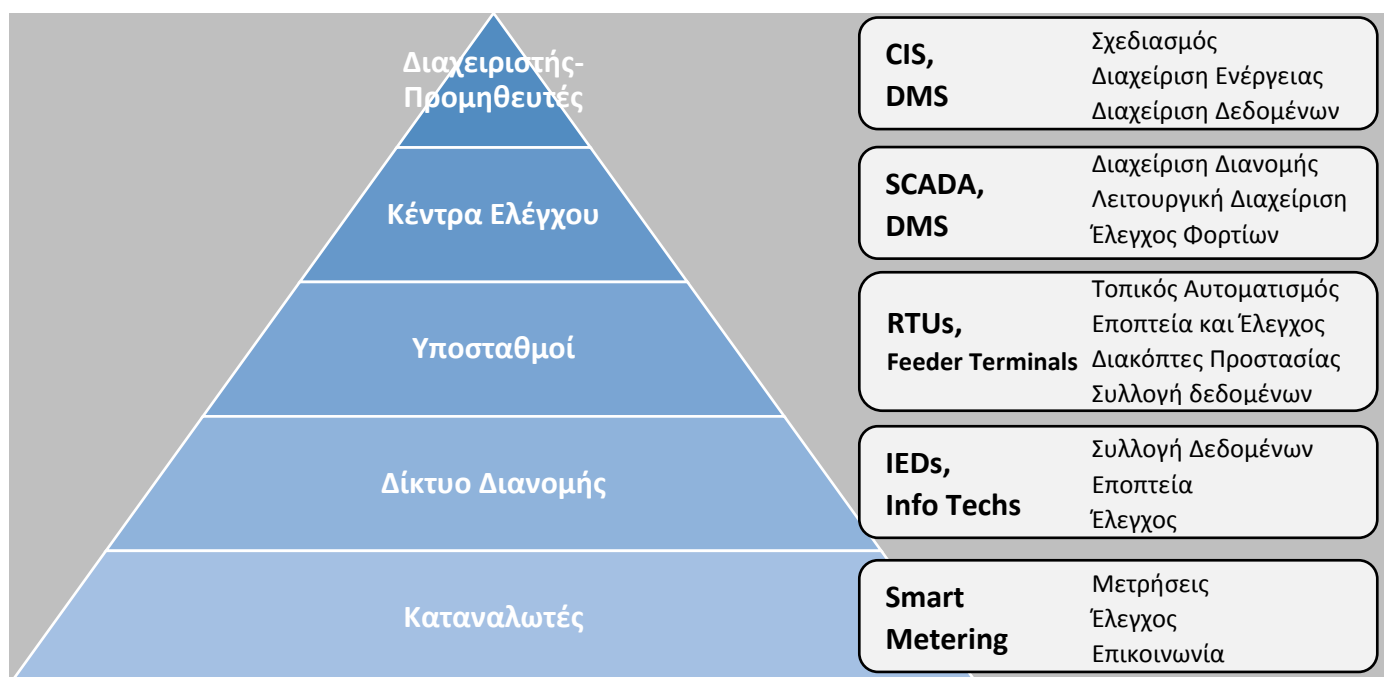 Διαχειριστής-
Προμηθευτές
CIS,
DMS
Σχεδιασμός
Διαχείριση Ενέργειας
Διαχείριση Δεδομένων
Κέντρα Ελέγχου
SCADA,
DMS
Διαχείριση Διανομής
Λειτουργική Διαχείριση
Έλεγχος Φορτίων
Υποσταθμοί
RTUs,
Feeder Terminals
Τοπικός Αυτοματισμός
Εποπτεία και Έλεγχος
Διακόπτες Προστασίας
Συλλογή δεδομένων
Δίκτυο Διανομής
IEDs,
Info Techs
Συλλογή Δεδομένων
Εποπτεία
Έλεγχος
Καταναλωτές
Smart
Metering
Μετρήσεις
Έλεγχος
Επικοινωνία